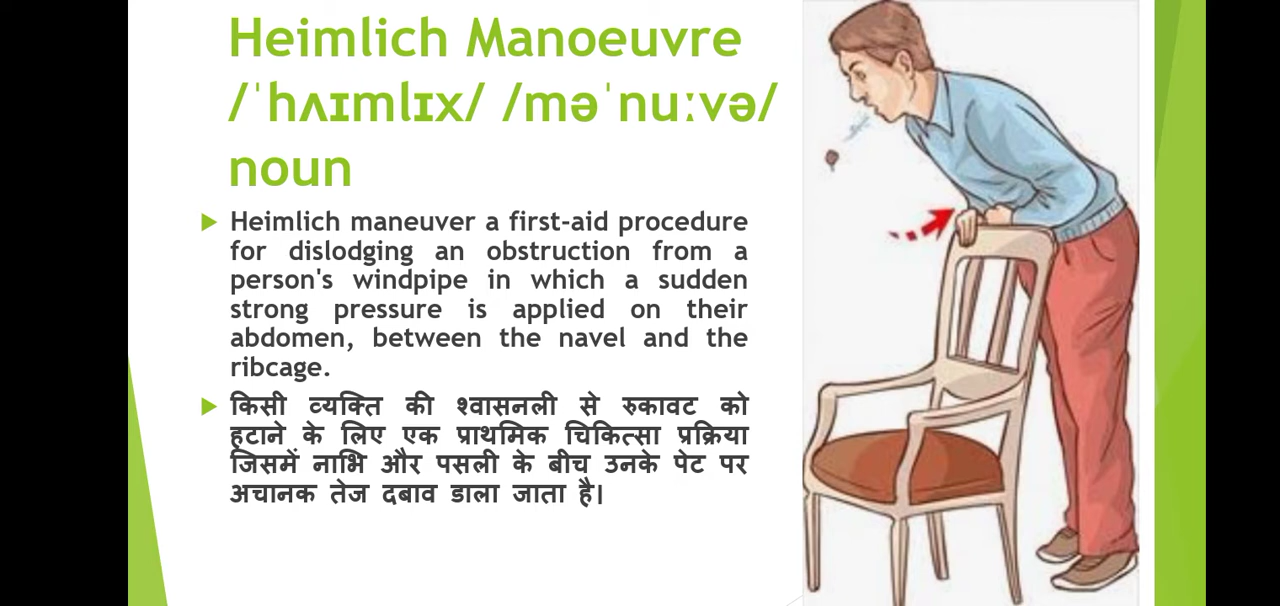 Heimlich Manoeuvre
/ˈhʌɪmlɪx/ /məˈnuːvə/
noun
Heimlich maneuver a first-aid procedure
for dislodging an obstruction from a
person's windpipe in which a sudden
strong pressure is applied on their
abdomen, between the navel and the
ribcage.
किसी व्यक्ति की श्वासनली से रुकावट को
हटाने के लिए एक प्राथमिक चिकित्सा प्रक्रिया
जिसमें नाभि और पसली के बीच उनके पेट पर
अचानक तेज दबाव डाला जाता है।